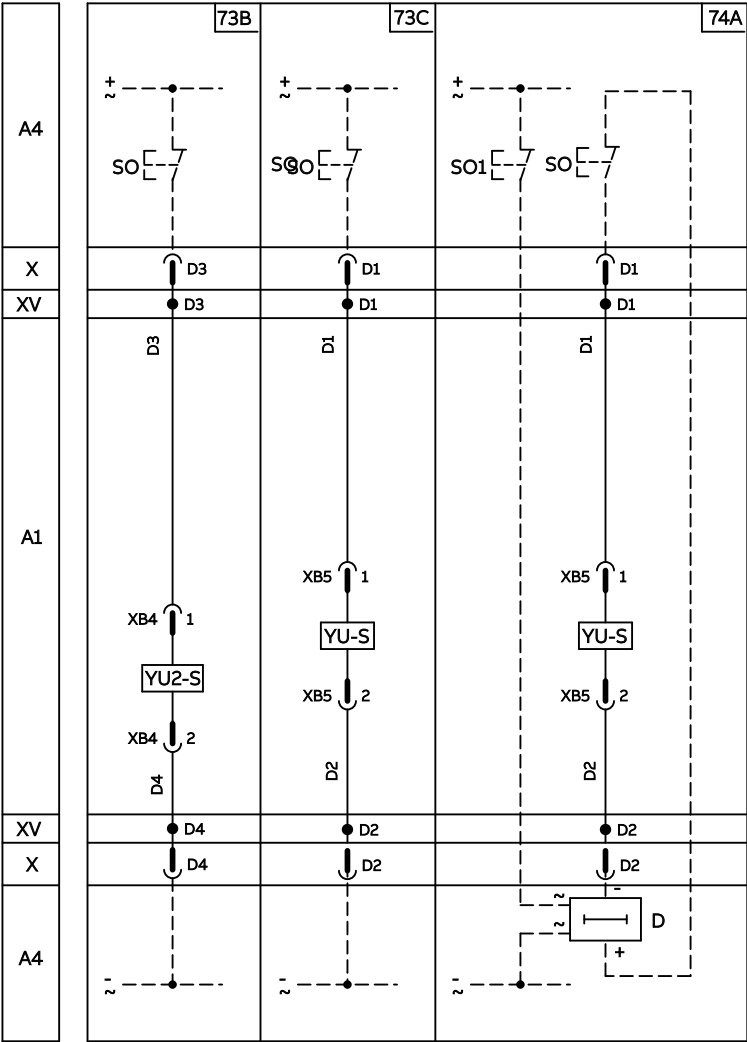 73B 73C 74A
+ + +
~ ~ ~
A4
SO SO SO SO1 SO
X D3 D1 D1
XV D3 D1 D1
D3 D1 D1
A1
XB5 1 XB5 1
XB4 1
YU-S YU-S
YU2-S
XB5 2 XB5 2
XB4 2
D4 D2 D2
XV D4 D2 D2
X D4 D2 D2
-
~
~ D
+
A4
- - -
~ ~ ~